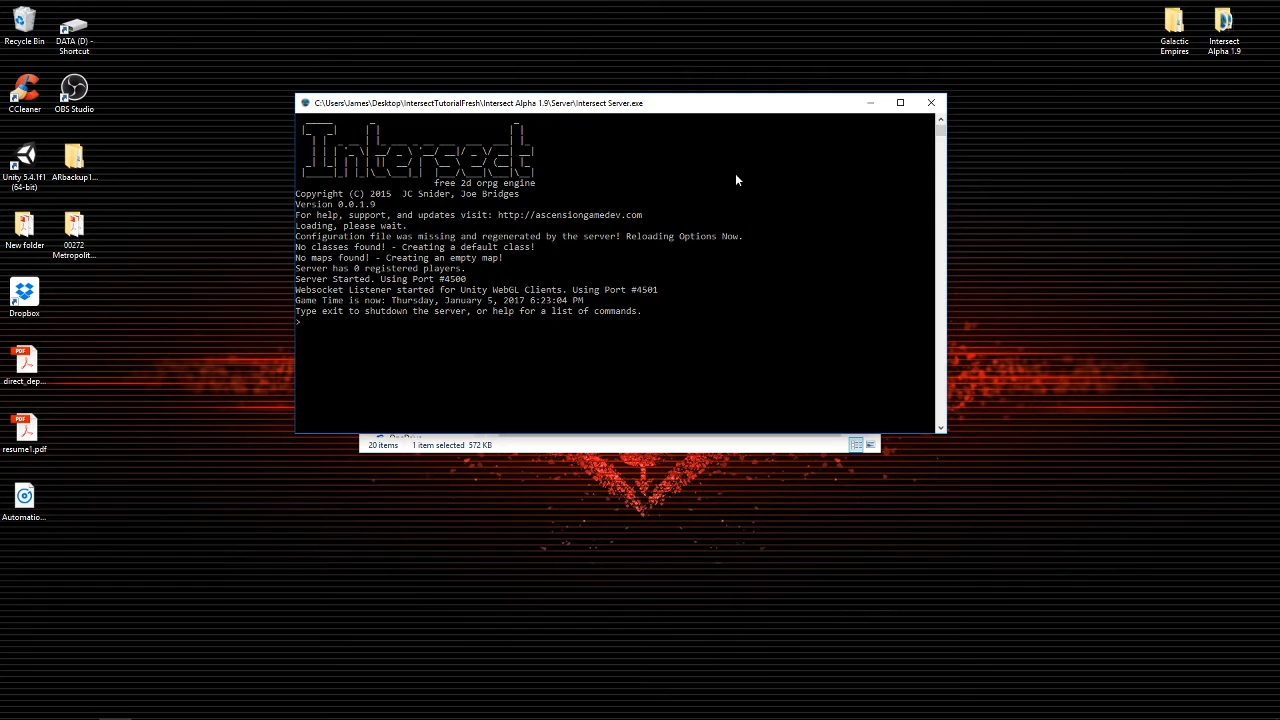 Recycle Bin
DATA (D) -
Shortcut
Galactic
Empires
Intersect
Alpha 1.9
CCleaner
OBS Studio
Unity 5.4.1f1
(64-bit)
ARbackup1...
New folder
00272
Metropolit...
Dropbox
PDF
direct_dep...
PDF
resume1.pdf
Automatio...
C:\Users\James\Desktop\IntersectTutorialFresh\Intersect Alpha 1.9\Server\Intersect Server.exe
Intersect
free 2d orpg engine
Copyright (C) 2015  JC Snider, Joe Bridges
Version 0.0.1.9
For help, support, and updates visit: http://ascensiongamedev.com
Loading, please wait.
Configuration file was missing and regenerated by the server! Reloading Options Now.
No classes found! - Creating a default class!
No maps found! - Creating an empty map!
Server has 0 registered players.
Server Started. Using Port #4500
Websocket Listener started for Unity WebGL Clients. Using Port #4501
Game Time is now: Thursday, January 5, 2017 6:23:04 PM
Type exit to shutdown the server, or help for a list of commands.
>
20 items 1 item selected 572 KB